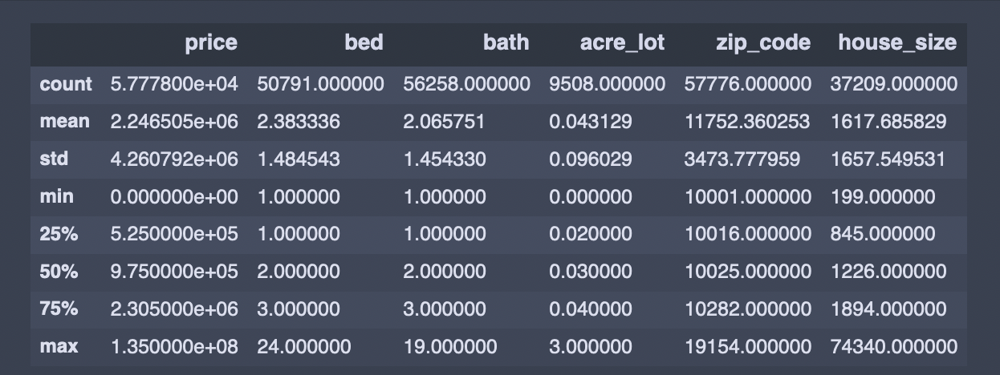 price bed bath acre_lot zip_code house_size
count 5.777800e+04 50791.000000 56258.000000 9508.000000 57776.000000 37209.000000
mean 2.246505e+06 2.383336 2.065751 0.043129 11752.360253 1617.685829
std 4.260792e+06 1.484543 1.454330 0.096029 3473.777959 1657.549531
min 0.000000e+00 1.000000 1.000000 0.000000 10001.000000 199.000000
25% 5.250000e+05 1.000000 1.000000 0.020000 10016.000000 845.000000
50% 9.750000e+05 2.000000 2.000000 0.030000 10025.000000 1226.000000
75% 2.305000e+06 3.000000 3.000000 0.040000 10282.000000 1894.000000
max 1.350000e+08 24.000000 19.000000 3.000000 19154.000000 74340.000000